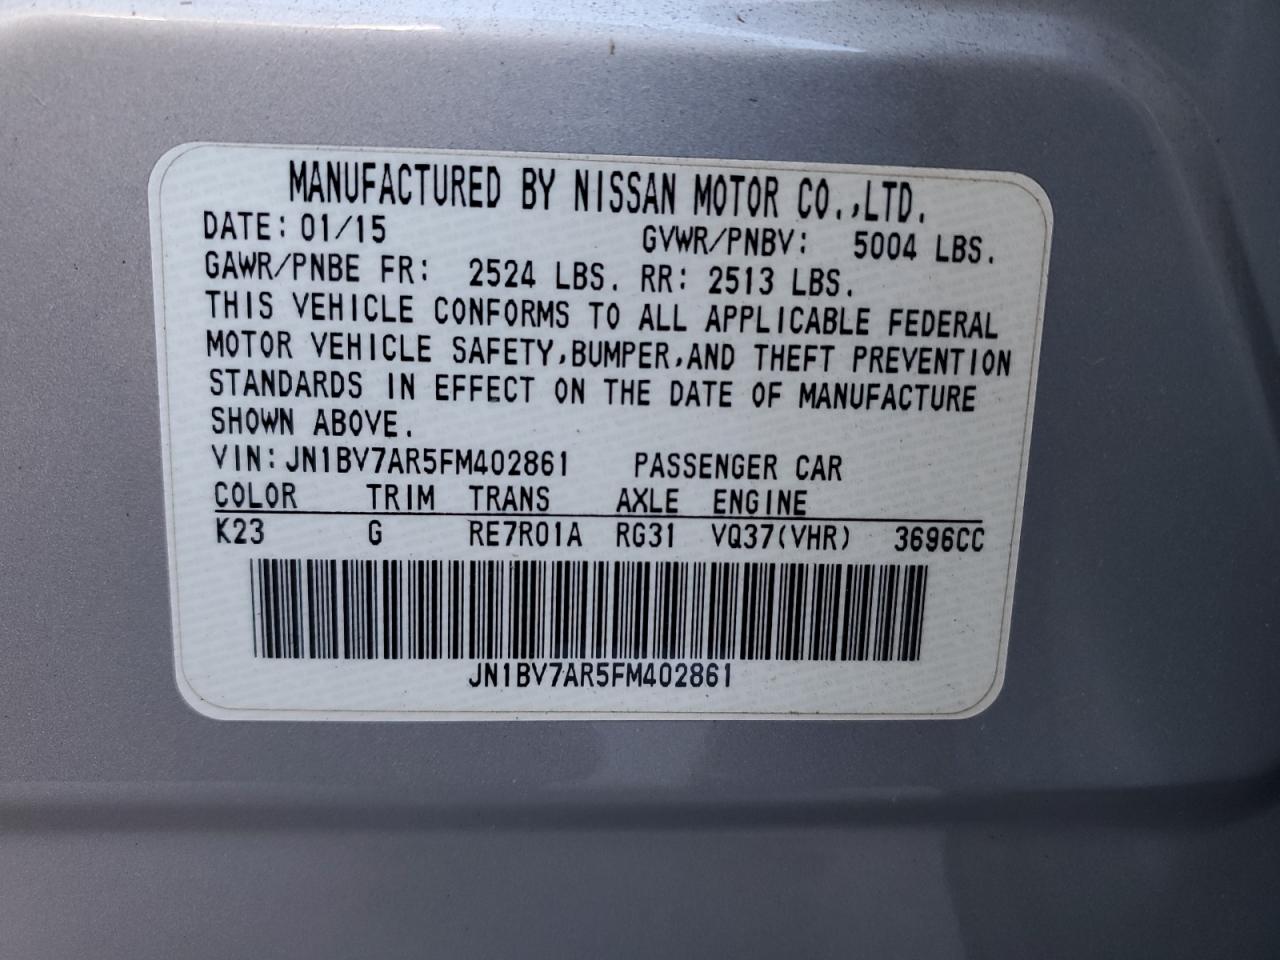 MANUFACTURED BY NISSAN MOTOR CO.,LTD.
DATE: 01/15 GVWR/PNBV: 5004 LBS.
GAWR/PNBE FR: 2524 LBS. RR: 2513 LBS.
THIS VEHICLE CONFORMS TO ALL APPLICABLE FEDERAL
MOTOR VEHICLE SAFETY,BUMPER,AND THEFT PREVENTION
STANDARDS IN EFFECT ON THE DATE OF MANUFACTURE
SHOWN ABOVE.
VIN: JN1BV7AR5FM402861 PASSENGER CAR
COLOR TRIM TRANS AXLE ENGINE
K23 G RE7R01A RG31 VQ37(VHR) 3696CC
JN1BV7AR5FM402861